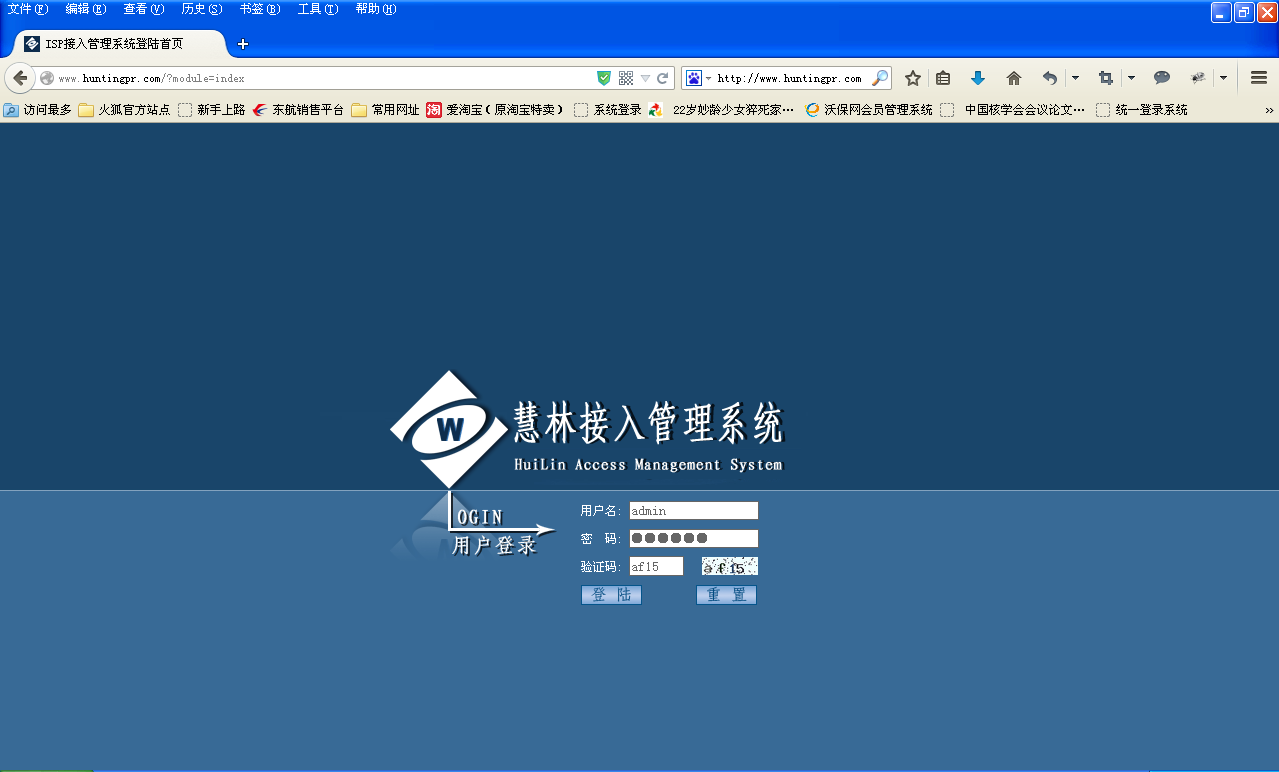 文件(F) 编辑(E) 查看(V) 历史(S) 书签(B) 工具(T) 帮助(H)
ISP接入管理系统登陆首页
www.huntingpr.com/?module=index http://www.huntingpr.com
访问最多 火狐官方站点 新手上路 东航销售平台 常用网址 淘 爱淘宝（原淘宝特卖） 系统登录 22岁妙龄少女猝死家… 沃保网会员管理系统 中国核学会会议论文… 统一登录系统 »
W
慧林接入管理系统
HuiLin Access Management System
用户名: admin
OGIN
密 码: ●●●●●●
用户登录
验证码: af15 af15
登 陆 重 置